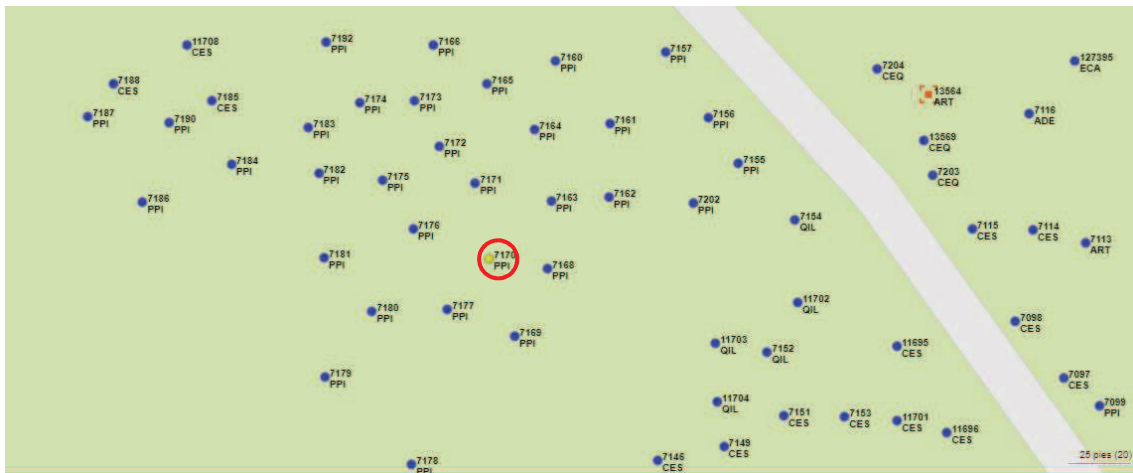 11708
CES
7192
PPI
7166
PPI
7160
PPI
7157
PPI
7204
CEQ
127395
ECA
7188
CES
7185
CES
7165
PPI
13564
ART
7187
PPI
7190
PPI
7174
PPI
7173
PPI
7116
ADE
7183
PPI
7164
PPI
7161
PPI
7156
PPI
13569
CEQ
7172
PPI
7184
PPI
7155
PPI
7182
PPI
7175
PPI
7171
PPI
7203
CEQ
7186
PPI
7163
PPI
7162
PPI
7202
PPI
7154
QIL
7176
PPI
7115
CES
7114
CES
7113
ART
7181
PPI
7170
PPI
7168
PPI
11702
QIL
7180
PPI
7177
PPI
7098
CES
7169
PPI
11703
QIL
7152
QIL
11695
CES
7179
PPI
7097
CES
11704
QIL
7099
PPI
7151
CES
7153
CES
11701
CES
11696
CES
7149
CES
7178
PPI
7146
CES
25 pies (20)